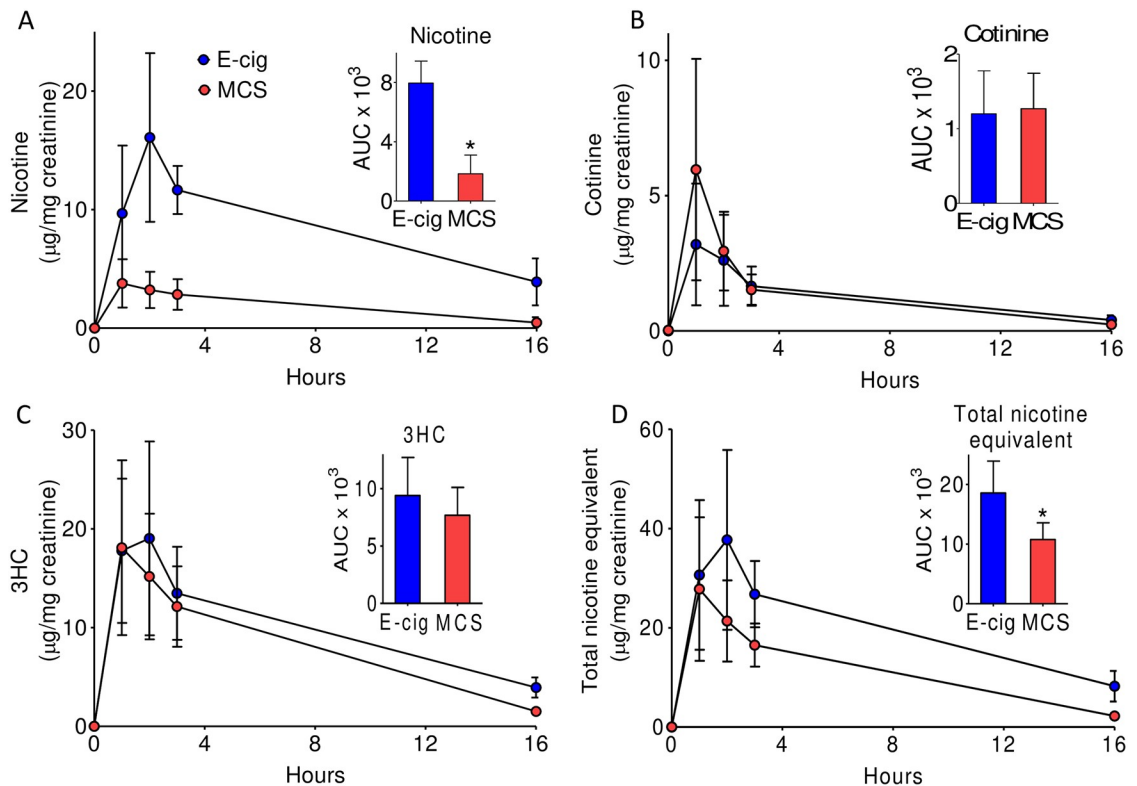 A
Nicotine
(μg/mg creatinine)
20
10
0
0 4 8 12 16
Hours
E-cig
MCS
Nicotine
AUC x 10³
8
4
0
*
E-cig MCS
B
Cotinine
(μg/mg creatinine)
10
5
0
0 4 8 12 16
Hours
Cotinine
AUC x 10³
2
1
0
E-cig MCS
C
3HC
(μg/mg creatinine)
30
20
10
0
0 4 8 12 16
Hours
3HC
AUC x 10³
10
5
0
E-cig MCS
D
Total nicotine equivalent
(μg/mg creatinine)
60
40
20
0
0 4 8 12 16
Hours
Total nicotine
equivalent
AUC x 10³
20
10
0
*
E-cig MCS